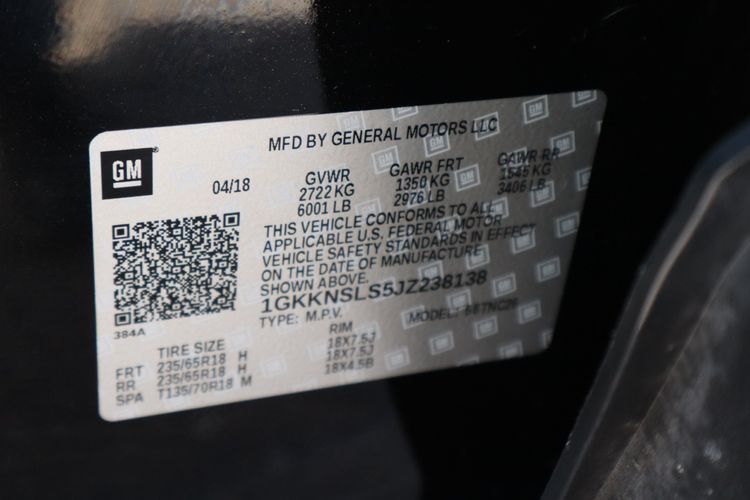 MFD BY GENERAL MOTORS LLC
GM
04/18
GVWR GAWR FRT GAWR RR
2722 KG 1350 KG 1545 KG
6001 LB 2976 LB 3406 LB
THIS VEHICLE CONFORMS TO ALL
APPLICABLE U.S. FEDERAL MOTOR
VEHICLE SAFETY STANDARDS IN EFFECT
ON THE DATE OF MANUFACTURE
SHOWN ABOVE.
1GKKNSLS5JZ238138
TYPE: M.P.V. MODEL:
384A
TIRE SIZE RIM
FRT 235/65R18 H 18X7.5J
RR 235/65R18 H 18X7.5J
SPA T135/70R18 M 18X4.5B